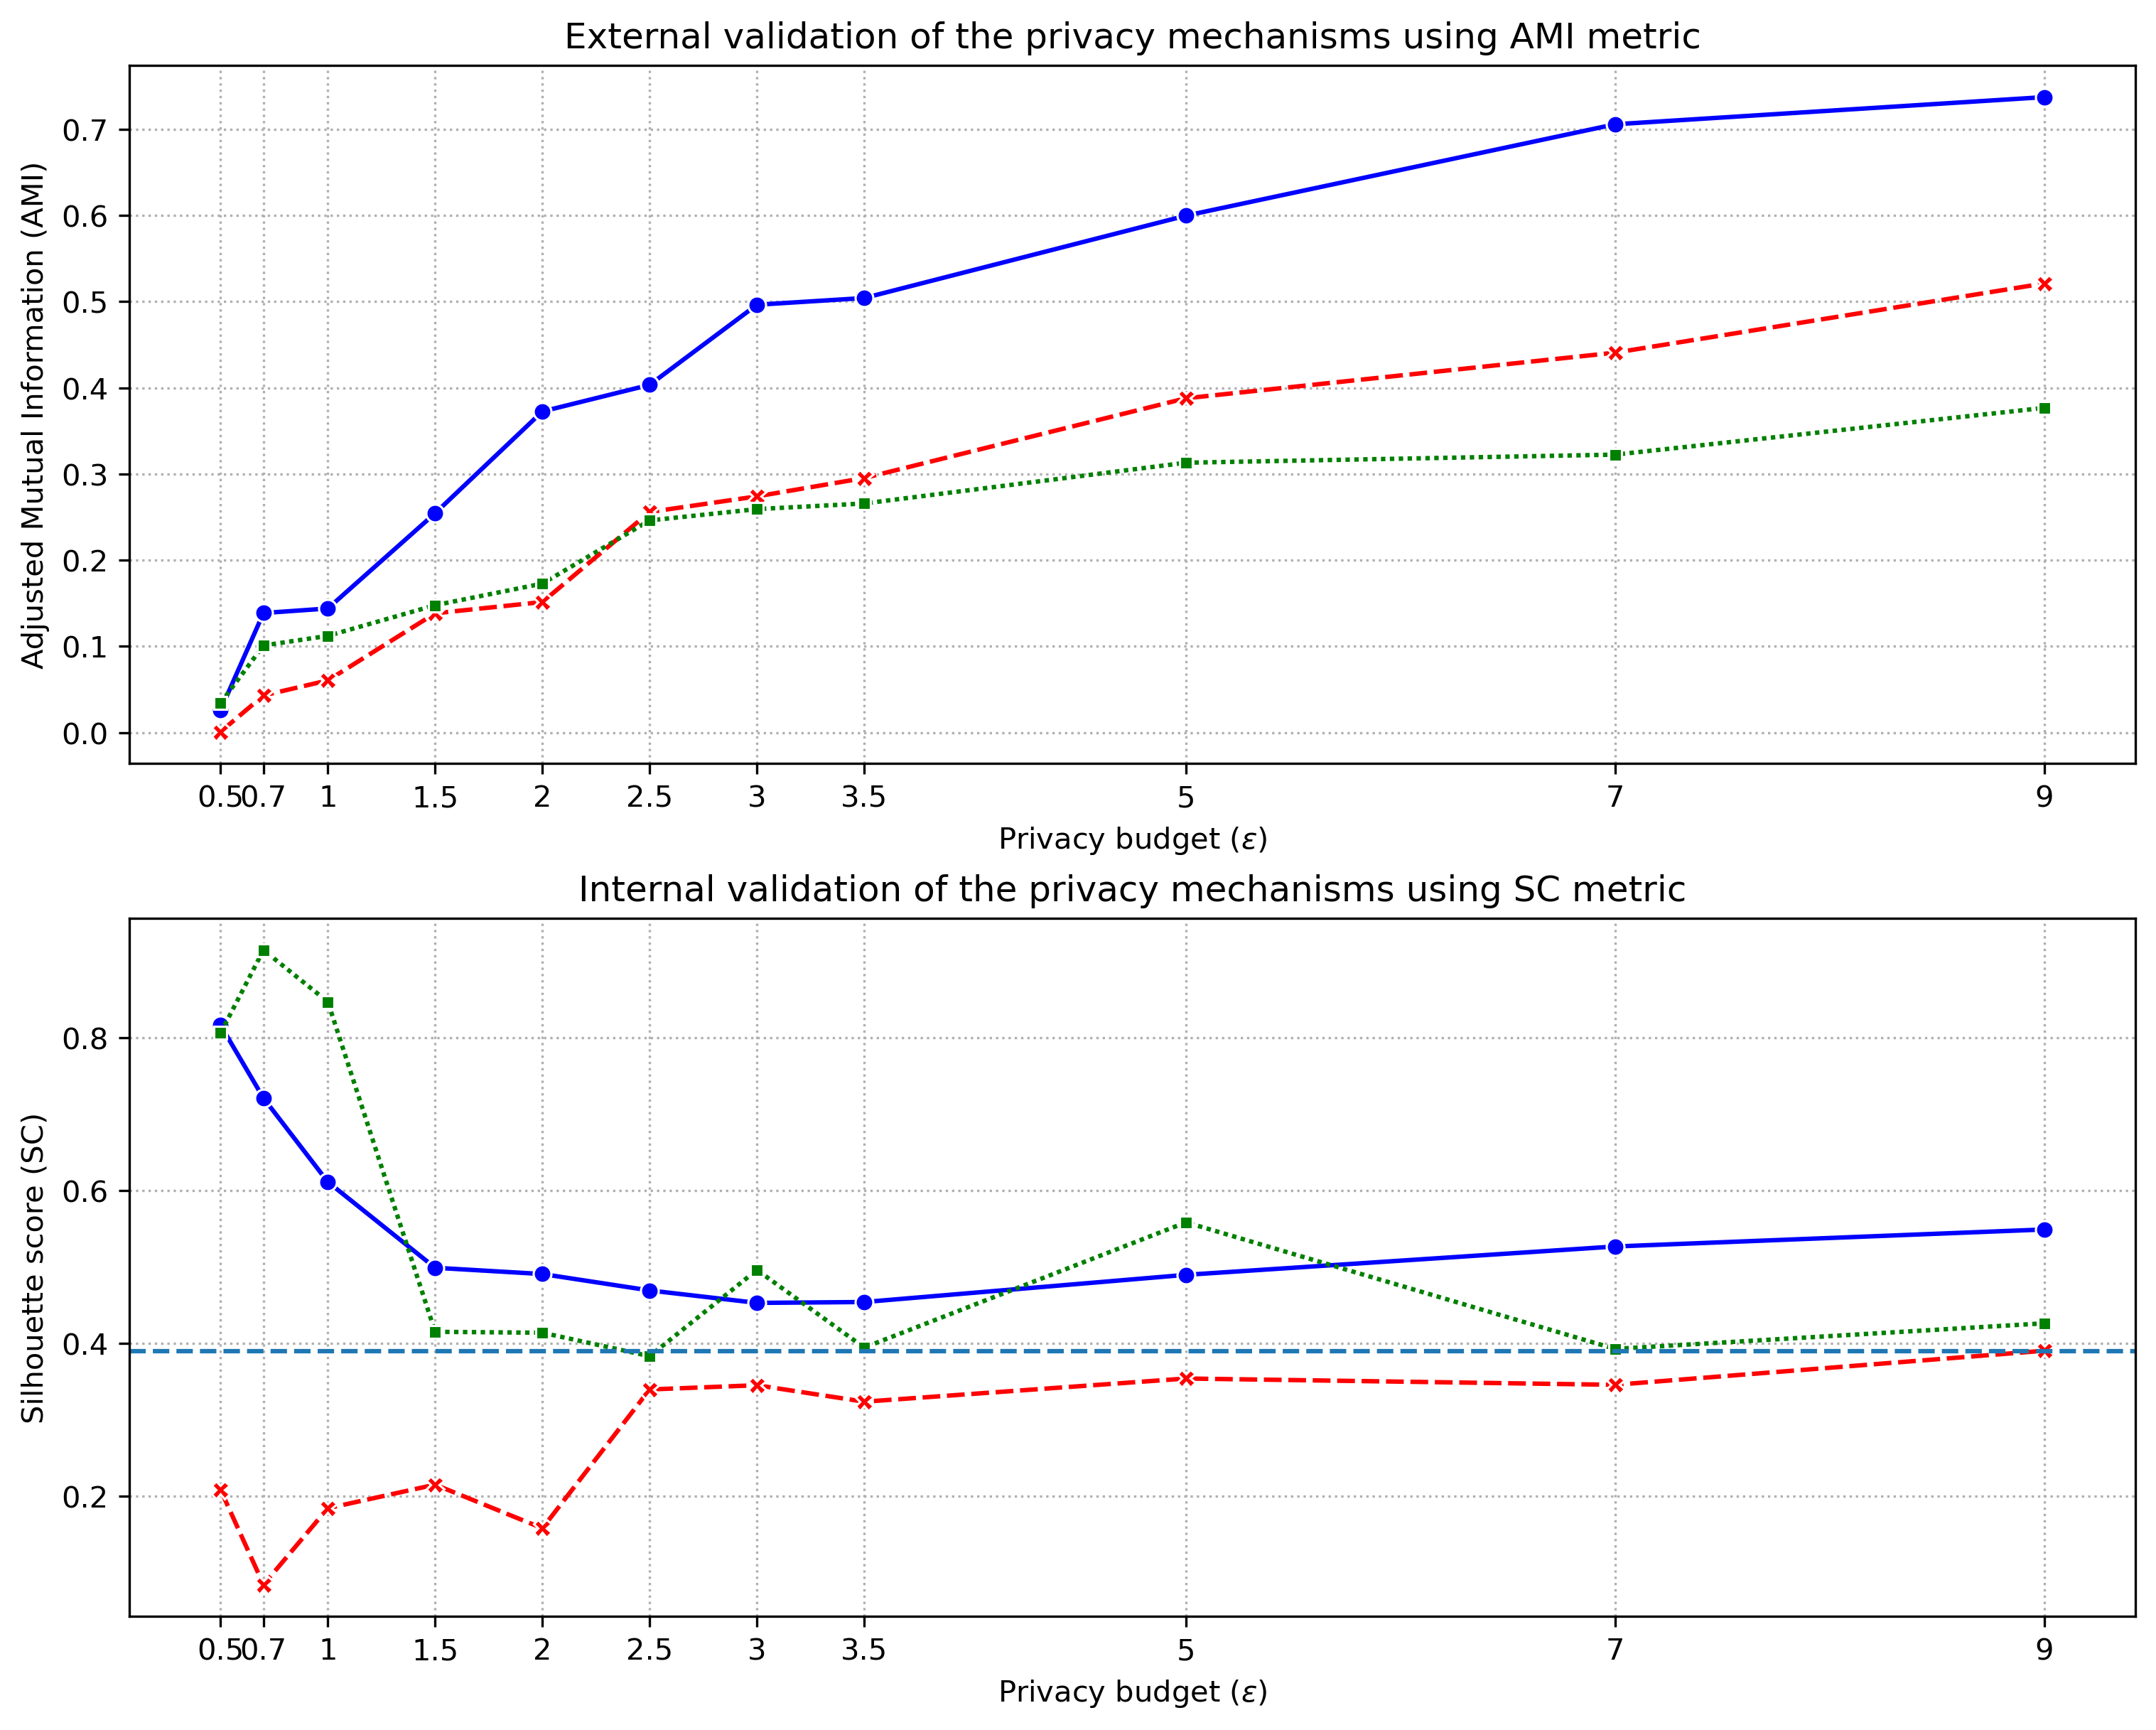 External validation of the privacy mechanisms using AMI metric
Adjusted Mutual Information (AMI)
0.7
0.6
0.5
0.4
0.3
0.2
0.1
0.0
0.5 0.7 1 1.5 2 2.5 3 3.5 5 7 9
Privacy budget (ε)
Internal validation of the privacy mechanisms using SC metric
Silhouette score (SC)
0.8
0.6
0.4
0.2
0.5 0.7 1 1.5 2 2.5 3 3.5 5 7 9
Privacy budget (ε)